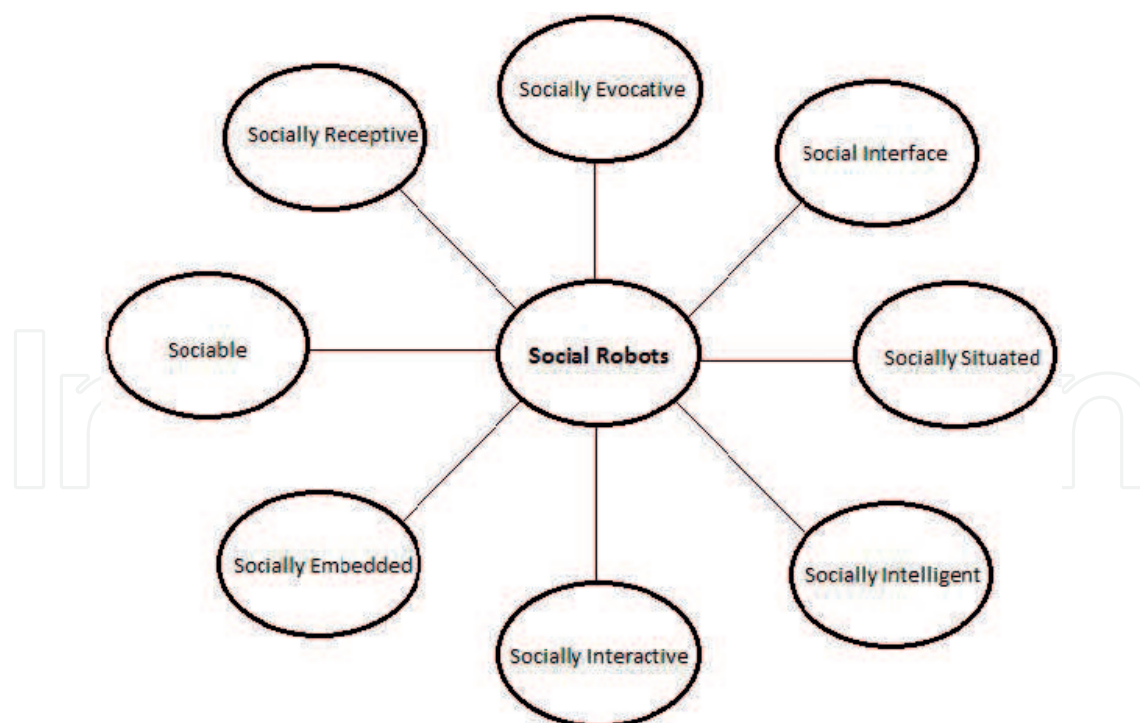 Socially Evocative
Socially Receptive
Social Interface
Sociable
Social Robots
Socially Situated
Socially Embedded
Socially Intelligent
Socially Interactive